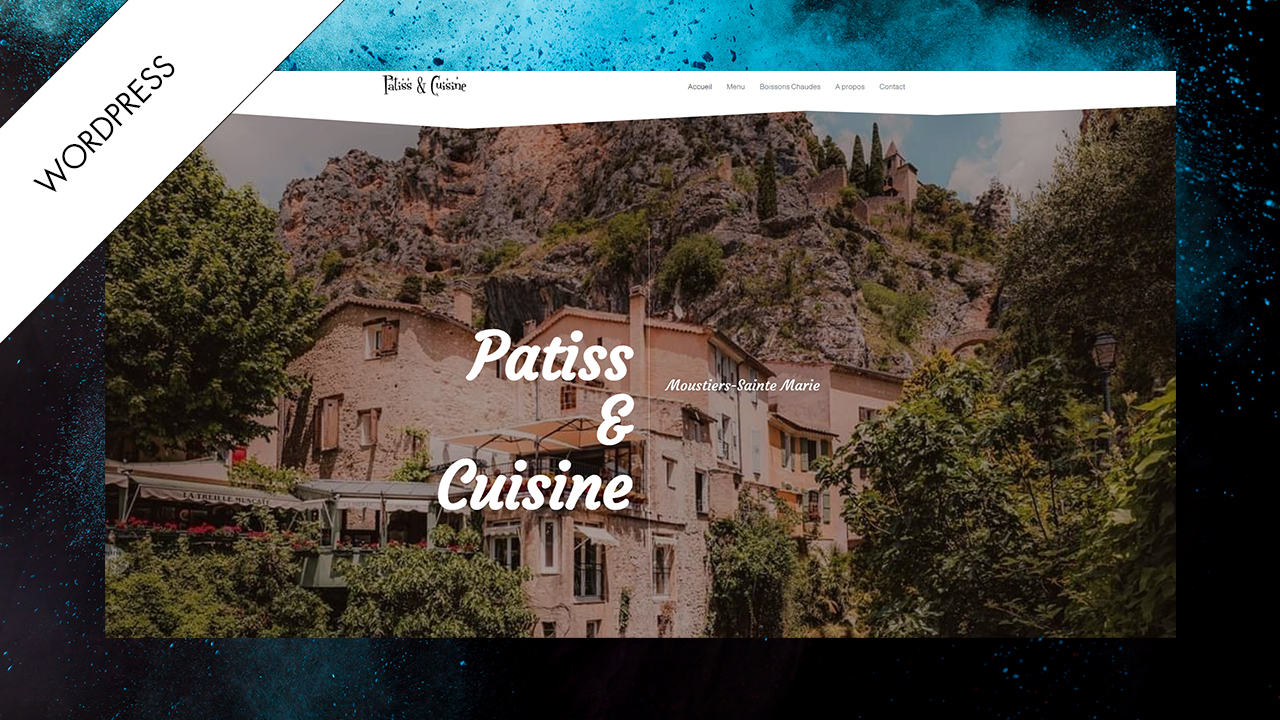 WORDPRESS
Patiss & Cuisine
Accueil Menu Boissons Chaudes A propos Contact
Patiss
&
Cuisine
Moustiers-Sainte Marie
LA TREILLE MUSCATE